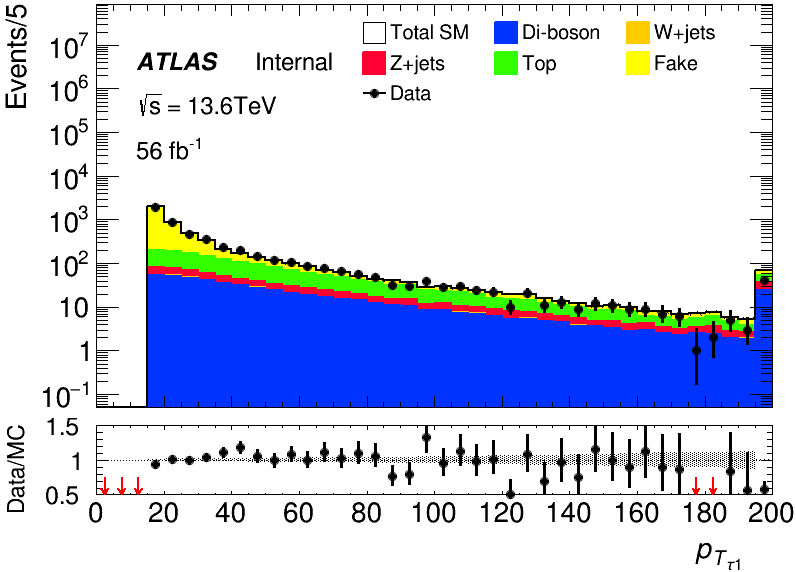 Events/5
10^7
10^6
10^5
10^4
10^3
10^2
10
1
10^−1
ATLAS Internal
√s = 13.6TeV
56 fb^-1
Total SM Di-boson W+jets
Z+jets Top Fake
Data
Data/MC
1.5
1
0.5
0 20 40 60 80 100 120 140 160 180 200
p_T_τ1